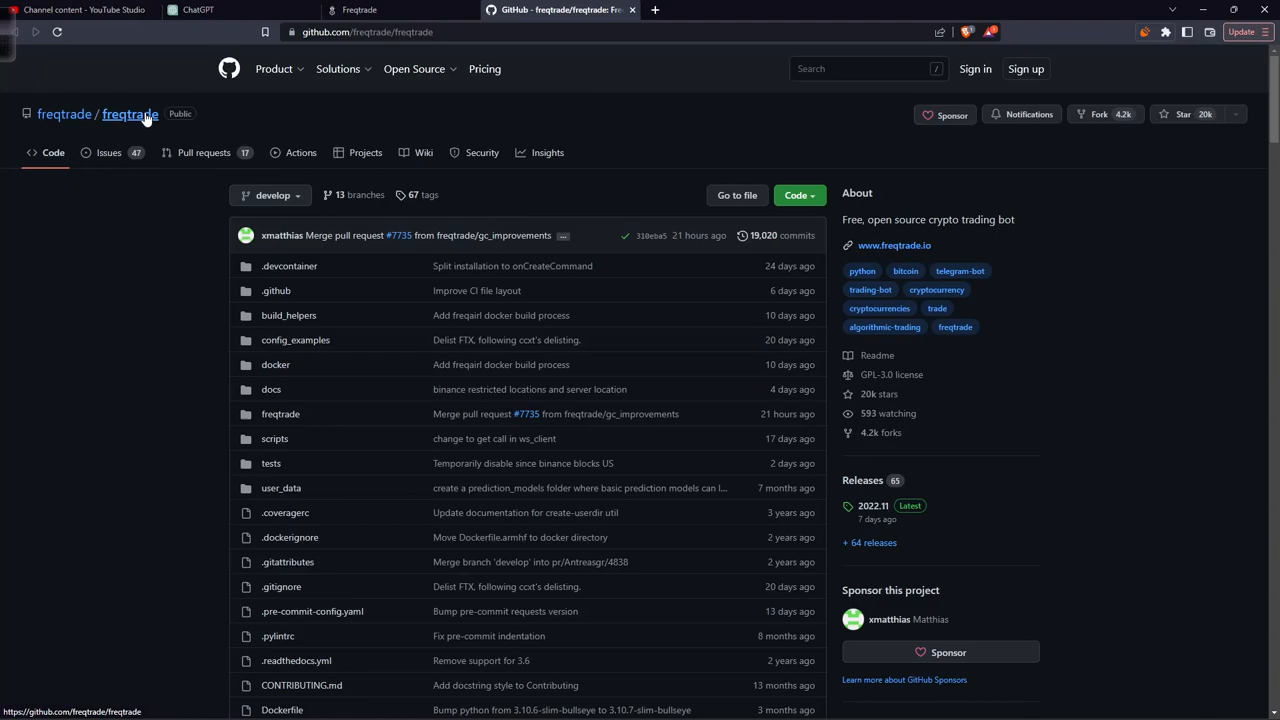 Channel content - YouTube Studio
ChatGPT
Freqtrade
GitHub - freqtrade/freqtrade: Fre
github.com/freqtrade/freqtrade
1
Update
Product
Solutions
Open Source
Pricing
Search
/
Sign in
Sign up
freqtrade / freqtrade
Public
Sponsor
Notifications
Fork 4.2k
Star 20k
Code
Issues 47
Pull requests 17
Actions
Projects
Wiki
Security
Insights
develop
13 branches
67 tags
Go to file
Code
About
Free, open source crypto trading bot
www.freqtrade.io
python bitcoin telegram-bot
trading-bot cryptocurrency
cryptocurrencies trade
algorithmic-trading freqtrade
Readme
GPL-3.0 license
20k stars
593 watching
4.2k forks
Releases 65
2022.11 Latest
7 days ago
+ 64 releases
Sponsor this project
xmatthias Matthias
Sponsor
Learn more about GitHub Sponsors
xmatthias Merge pull request #7735 from freqtrade/gc_improvements ... 310eba5 21 hours ago 19,020 commits
.devcontainer Split installation to onCreateCommand 24 days ago
.github Improve CI file layout 6 days ago
build_helpers Add freqairl docker build process 10 days ago
config_examples Delist FTX, following ccxt's delisting. 20 days ago
docker Add freqairl docker build process 10 days ago
docs binance restricted locations and server location 4 days ago
freqtrade Merge pull request #7735 from freqtrade/gc_improvements 21 hours ago
scripts change to get call in ws_client 17 days ago
tests Temporarily disable since binance blocks US 2 days ago
user_data create a prediction_models folder where basic prediction models can l... 7 months ago
.coveragerc Update documentation for create-userdir util 3 years ago
.dockerignore Move Dockerfile.armhf to docker directory 2 years ago
.gitattributes Merge branch 'develop' into pr/Antreasgr/4838 2 years ago
.gitignore Delist FTX, following ccxt's delisting. 20 days ago
.pre-commit-config.yaml Bump pre-commit requests version 13 days ago
.pylintrc Fix pre-commit indentation 8 months ago
.readthedocs.yml Remove support for 3.6 2 years ago
CONTRIBUTING.md Add docstring style to Contributing 13 months ago
Dockerfile Bump python from 3.10.6-slim-bullseye to 3.10.7-slim-bullseye 3 months ago
https://github.com/freqtrade/freqtrade